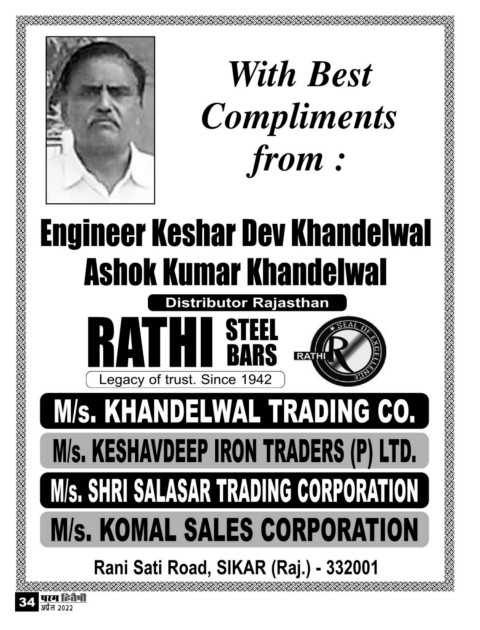 With Best
Compliments
from :
Engineer Keshar Dev Khandelwal
Ashok Kumar Khandelwal
Distributor Rajasthan
RATHI STEEL BARS
Legacy of trust. Since 1942
SEAL OF EXCELLENCE
RATHI R
M/s. KHANDELWAL TRADING CO.
M/s. KESHAVDEEP IRON TRADERS (P) LTD.
M/s. SHRI SALASAR TRADING CORPORATION
M/s. KOMAL SALES CORPORATION
Rani Sati Road, SIKAR (Raj.) - 332001
34 परम हितैषी
अप्रैल 2022